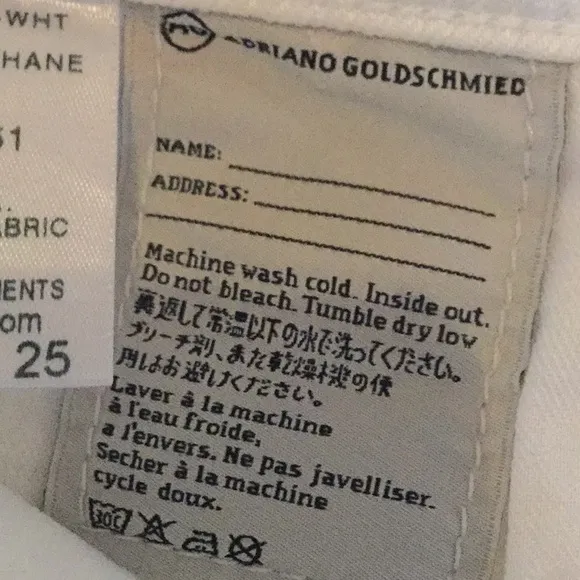 -WHT
HANE
51
BRIC
ENTS
om
25
ADRIANO GOLDSCHMIED
NAME:
ADDRESS:
Machine wash cold. Inside out.
Do not bleach. Tumble dry low
裏返して常温以下の水で洗ってください。
ブリーチ剤、また乾燥機の使
用はお避けください。
Laver à la machine
à l'eau froide,
a l'envers. Ne pas javelliser.
Secher à la machine
cycle doux.
30C